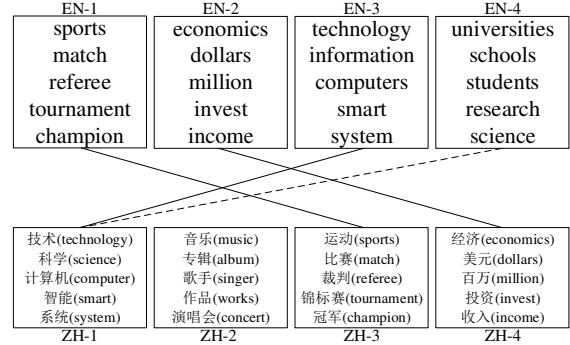 EN-1 EN-2 EN-3 EN-4
sports economics technology universities
match dollars information schools
referee million computers students
tournament invest smart research
champion income system science
技术(technology) 音乐(music) 运动(sports) 经济(economics)
科学(science) 专辑(album) 比赛(match) 美元(dollars)
计算机(computer) 歌手(singer) 裁判(referee) 百万(million)
智能(smart) 作品(works) 锦标赛(tournament) 投资(invest)
系统(system) 演唱会(concert) 冠军(champion) 收入(income)
ZH-1 ZH-2 ZH-3 ZH-4